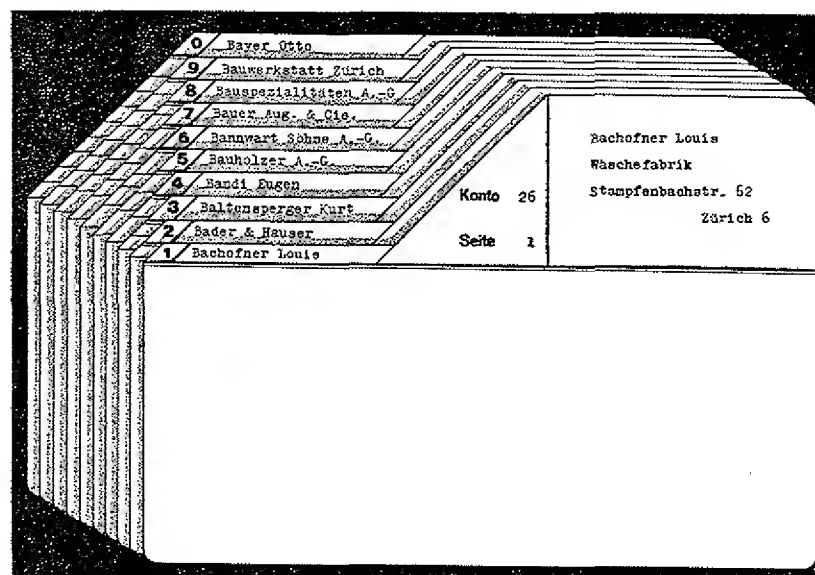 0 Bayer Otto
9 Bauwerkstatt Zürich
8 Bauspezialitäten A.-G
7 Bauer Aug. & Cie.
6 Bannwart Söhne A.-G.
5 Bauholzer A.-G.
4 Bandi Eugen
3 Baltensperger Kurt
2 Bader & Hauser
1 Bachofner Louis
Konto 26
Seite 1
Bachofner Louis
Wäschefabrik
Stampfenbachstr. 62
Zürich 6